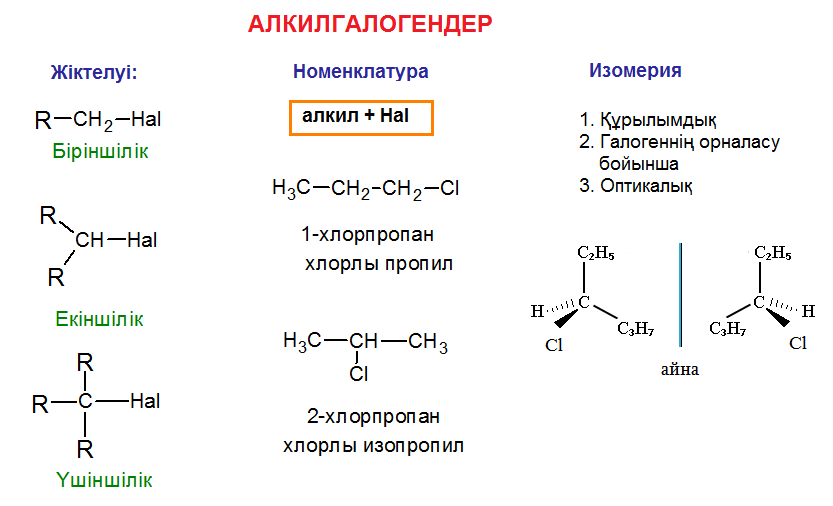 АЛКИЛГАЛОГЕНДЕР
Жіктелуі:
R–CH₂–Hal
Біріншілік
R
CH–Hal
R
Екіншілік
R
R–C–Hal
R
Үшіншілік
Номенклатура
алкил + Hal
H₃C–CH₂-CH₂–Cl
1-хлорпропан
хлорлы пропил
H₃C–CH–CH₃
Cl
2-хлорпропан
хлорлы изопропил
Изомерия
1. Құрылымдық
2. Галогеннің орналасу
бойынша
3. Оптикалық
C₂H₅
H C
Cl C₃H₇
C₂H₅
C H
C₃H₇ Cl
айна